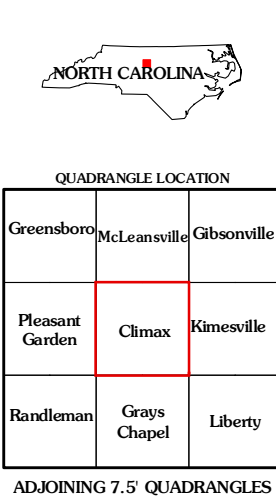 NORTH CAROLINA
QUADRANGLE LOCATION
Greensboro
McLeansville
Gibsonville
Pleasant
Garden
Climax
Kimesville
Randleman
Grays
Chapel
Liberty
ADJOINING 7.5' QUADRANGLES